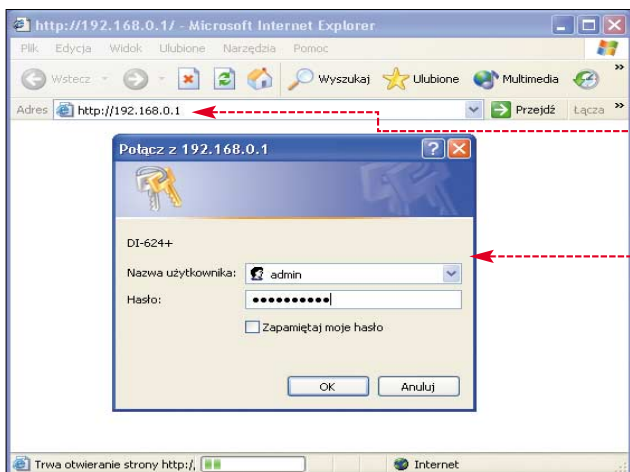 http://192.168.0.1/ - Microsoft Internet Explorer
Plik Edycja Widok Ulubione Narzędzia Pomoc
Wstecz Wyszukaj Ulubione Multimedia »
Adres http://192.168.0.1 Przejdź Łącza »
Połącz z 192.168.0.1
DI-624+
Nazwa użytkownika: admin
Hasło: ●●●●●●●●●●
Zapamiętaj moje hasło
OK Anuluj
Trwa otwieranie strony http:/, Internet